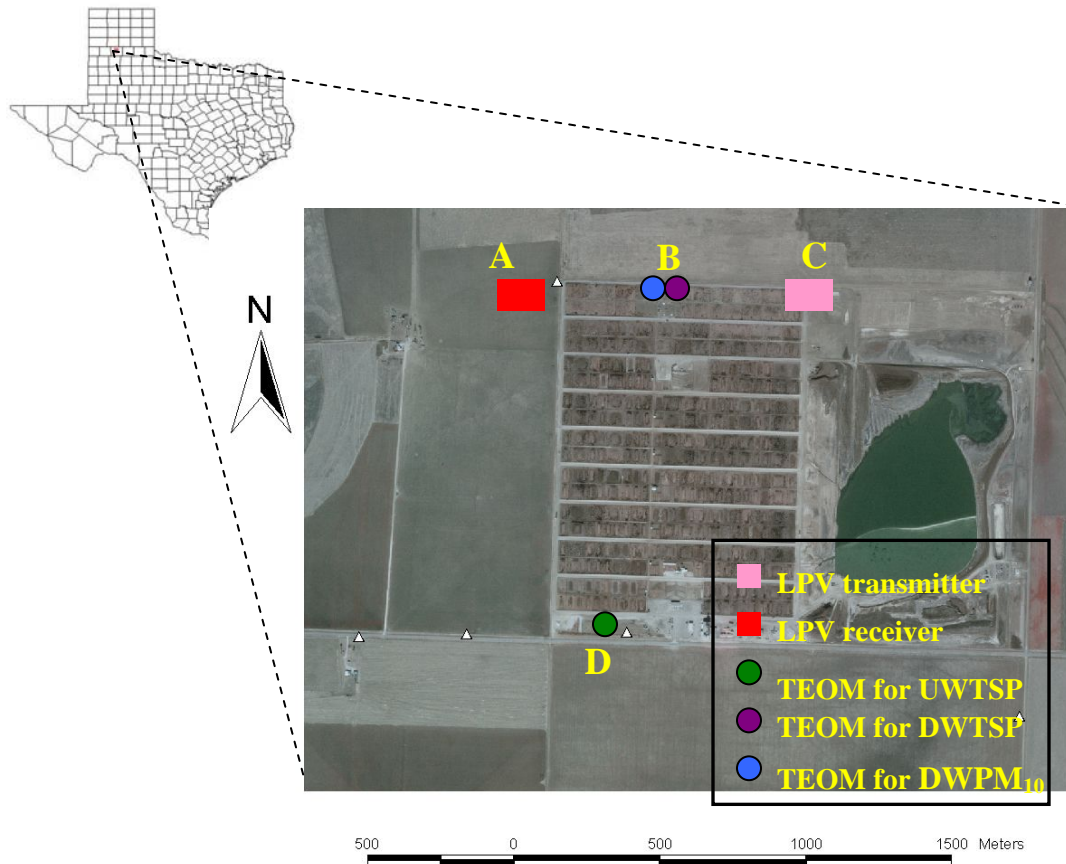 A
B
C
N
D
LPV transmitter
LPV receiver
TEOM for UWTSP
TEOM for DWTSP
TEOM for DWPM₁₀
500 0 500 1000 1500 Meters